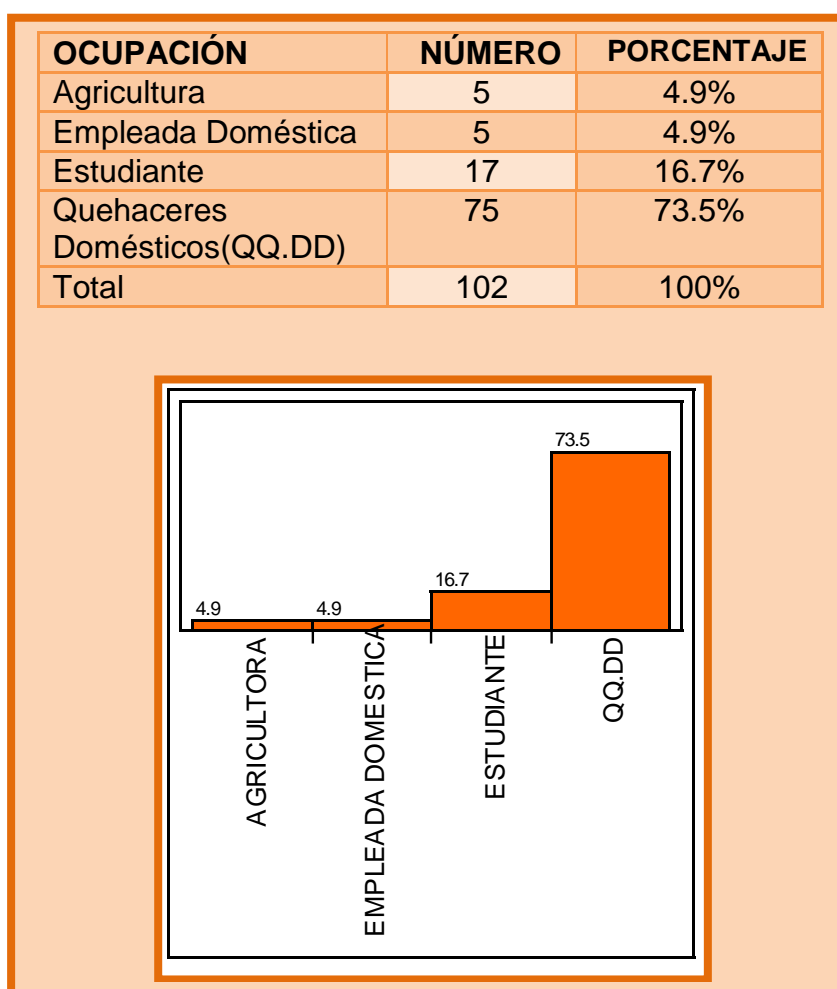 OCUPACIÓN NÚMERO PORCENTAJE
Agricultura 5 4.9%
Empleada Doméstica 5 4.9%
Estudiante 17 16.7%
Quehaceres 75 73.5%
Domésticos(QQ.DD)
Total 102 100%
73.5
16.7
4.9 4.9
AGRICULTORA
EMPLEADA DOMESTICA
ESTUDIANTE
QQ.DD